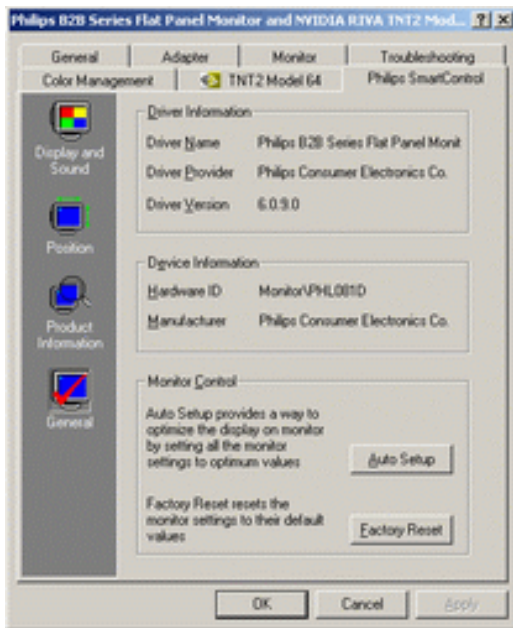 Philips B2B Series Flat Panel Monitor and NVIDIA RIVA TNT2 Mod...
General Adapter Monitor Troubleshooting
Color Management TNT2 Model 64 Philips SmartControl
Display and
Sound
Position
Product
Information
General
Driver Information
Driver Name Philips B2B Series Flat Panel Monit
Driver Provider Philips Consumer Electronics Co.
Driver Version 6.0.9.0
Device Information
Hardware ID Monitor\PHL081D
Manufacturer Philips Consumer Electronics Co.
Monitor Control
Auto Setup provides a way to
optimize the display on monitor
by setting all the monitor
settings to optimum values
Auto Setup
Factory Reset resets the
monitor settings to their default
values
Factory Reset
OK Cancel Apply